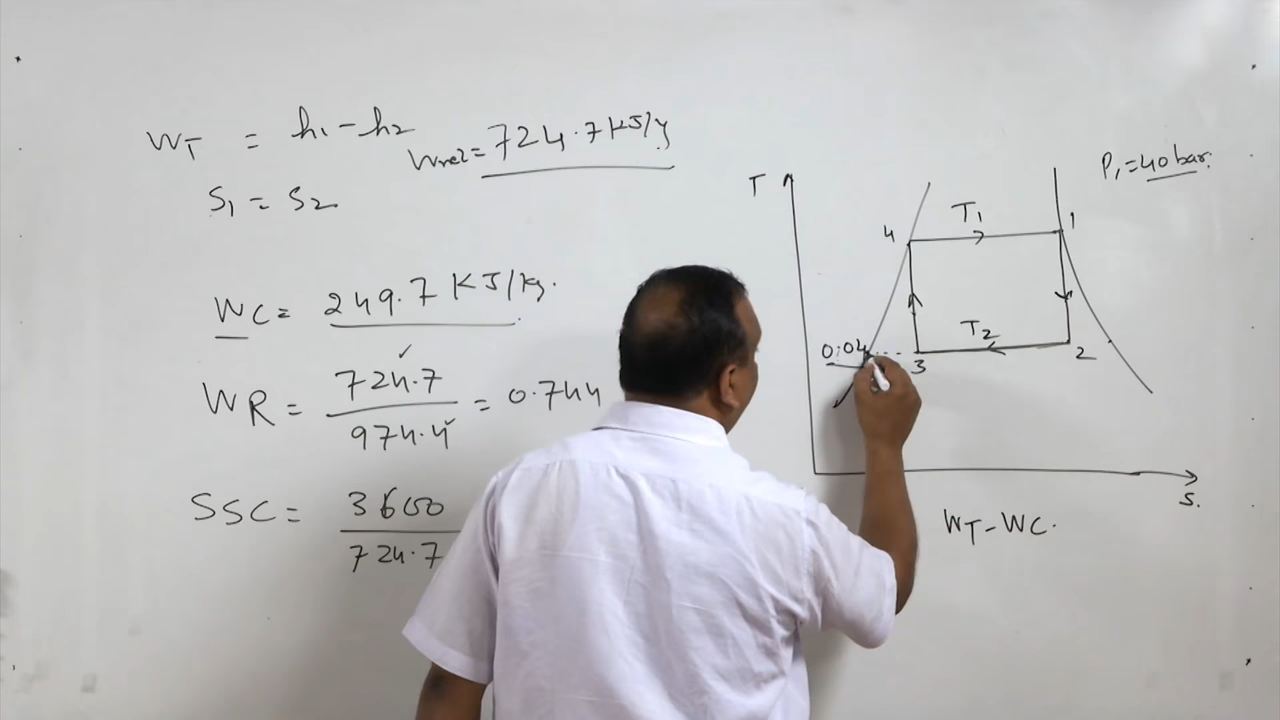 WT = h1 - h2
Wnet = 724.7 KJ/kg
S1 = S2
WC = 249.7 KJ/kg.
WR = 724.7 / 974.4 = 0.744
SSC = 3600 / 724.7
P1 = 40 bar.
T
T1
4
1
T2
0.04
3
2
S.
WT - WC.